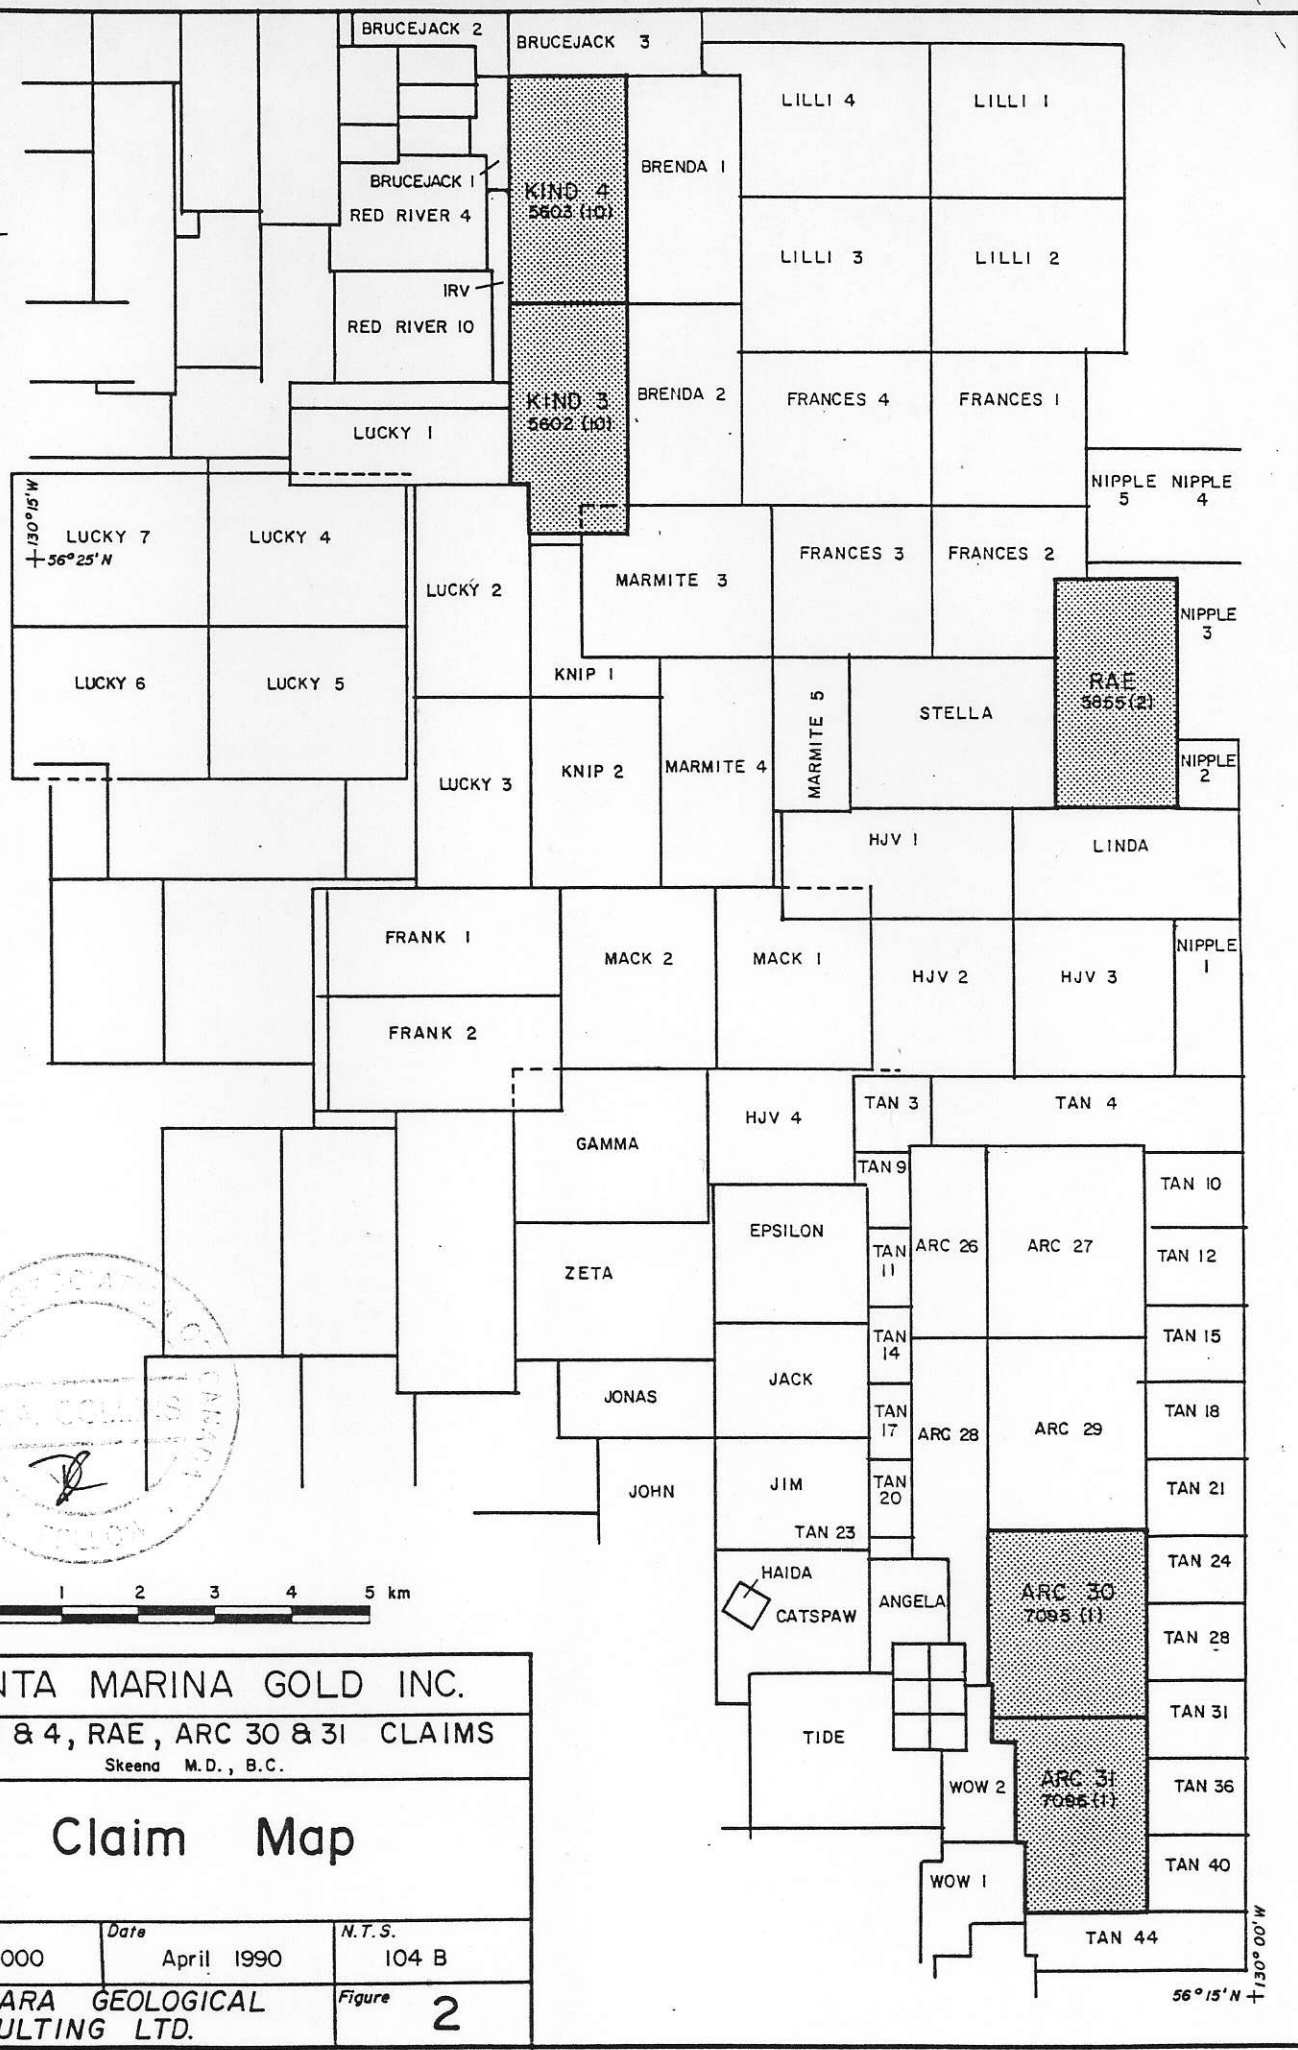 BRUCEJACK 2
BRUCEJACK 3
LILLI 4
LILLI 1
BRENDA 1
BRUCEJACK 1
KIND 4
5603 (10)
RED RIVER 4
LILLI 3
LILLI 2
IRV
RED RIVER 10
BRENDA 2
KIND 3
5602 (10)
FRANCES 4
FRANCES 1
LUCKY 1
NIPPLE
5
NIPPLE
4
130° 15' W
56° 25' N
LUCKY 7
LUCKY 4
FRANCES 3
FRANCES 2
LUCKY 2
MARMITE 3
NIPPLE
3
KNIP 1
LUCKY 6
LUCKY 5
RAE
5855 (2)
MARMITE 5
STELLA
LUCKY 3
KNIP 2
MARMITE 4
NIPPLE
2
HJV 1
LINDA
FRANK 1
MACK 2
MACK 1
NIPPLE
1
HJV 2
HJV 3
FRANK 2
TAN 3
TAN 4
HJV 4
GAMMA
TAN 9
TAN 10
EPSILON
TAN
11
ARC 26
ARC 27
TAN 12
ZETA
TAN
14
TAN 15
JACK
JONAS
TAN
17
ARC 28
ARC 29
TAN 18
JOHN
JIM
TAN
20
TAN 21
TAN 23
TAN 24
HAIDA
CATSPAW
ANGELA
ARC 30
7095 (1)
TAN 28
TAN 31
TIDE
WOW 2
ARC 31
7096 (1)
TAN 36
WOW 1
TAN 40
TAN 44
56° 15' N
130° 00' W
1 2 3 4 5 km
NTA MARINA GOLD INC.
& 4, RAE, ARC 30 & 31 CLAIMS
Skeena M.D., B.C.
Claim Map
000
Date
April 1990
N.T.S.
104 B
ARA GEOLOGICAL
ULTING LTD.
Figure
2